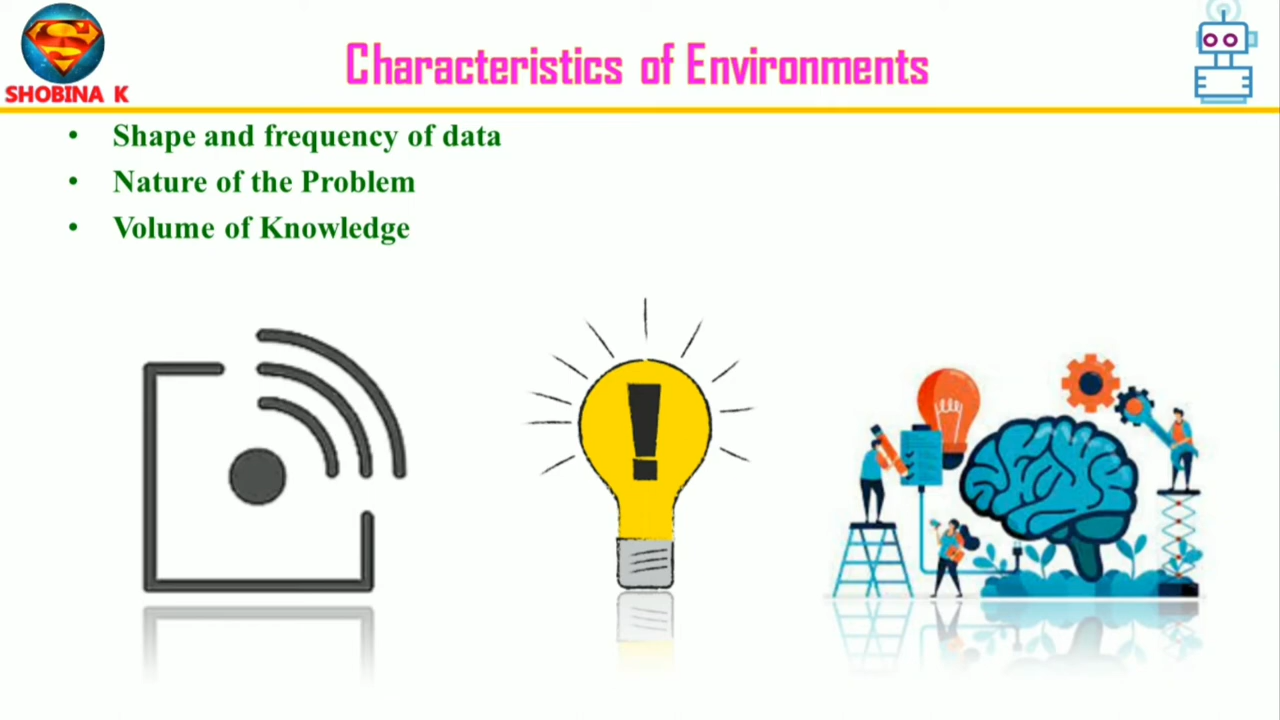 SHOBINA K
Characteristics of Environments
• Shape and frequency of data
• Nature of the Problem
• Volume of Knowledge
!